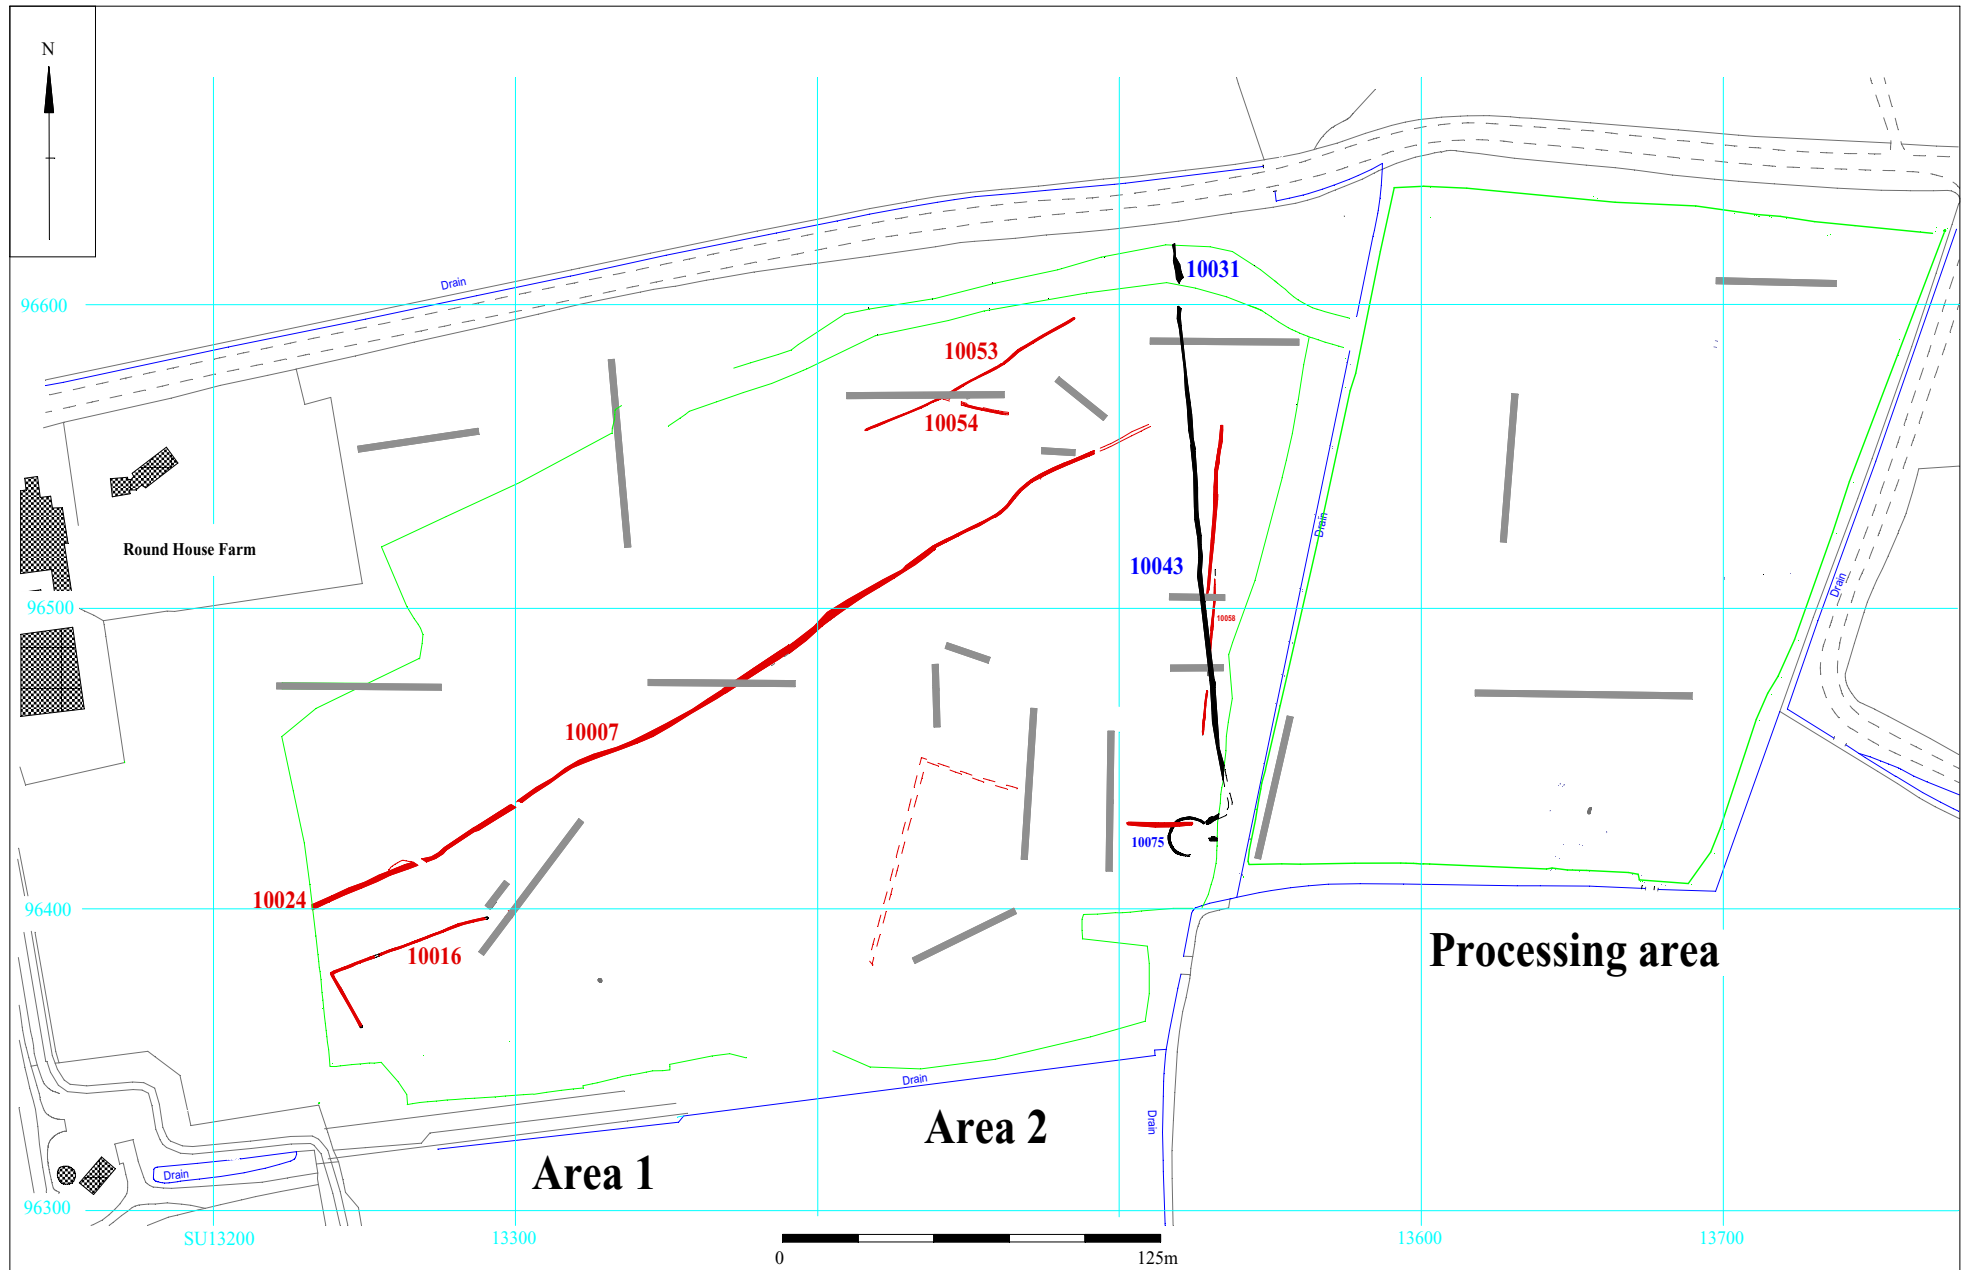 N
Drain
10031
96600
10053
10054
Round House Farm
Drain
10043
Drain
96500
10058
10007
10075
10024
96400
10016
Processing area
Drain
Area 2
Drain
Area 1
Drain
96300
SU13200
13300
13600
13700
0
125m